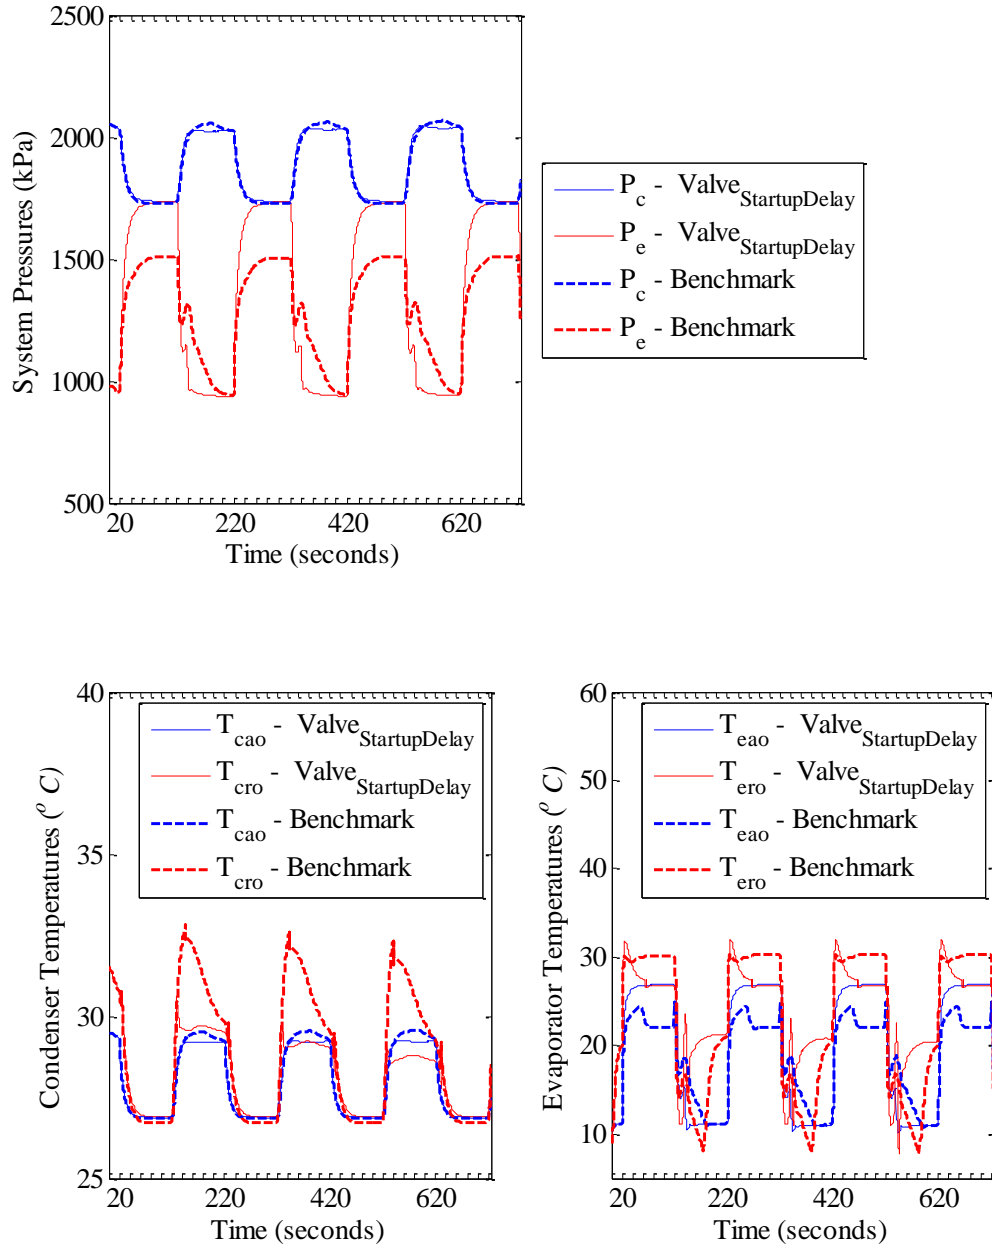 2500
2000
1500
1000
500
System Pressures (kPa)
20 220 420 620
Time (seconds)
P_c - Valve_StartupDelay
P_e - Valve_StartupDelay
P_c - Benchmark
P_e - Benchmark
40
35
30
25
Condenser Temperatures (° C)
T_cao - Valve_StartupDelay
T_cro - Valve_StartupDelay
T_cao - Benchmark
T_cro - Benchmark
20 220 420 620
Time (seconds)
60
50
40
30
20
10
Evaporator Temperatures (° C)
T_eao - Valve_StartupDelay
T_ero - Valve_StartupDelay
T_eao - Benchmark
T_ero - Benchmark
20 220 420 620
Time (seconds)